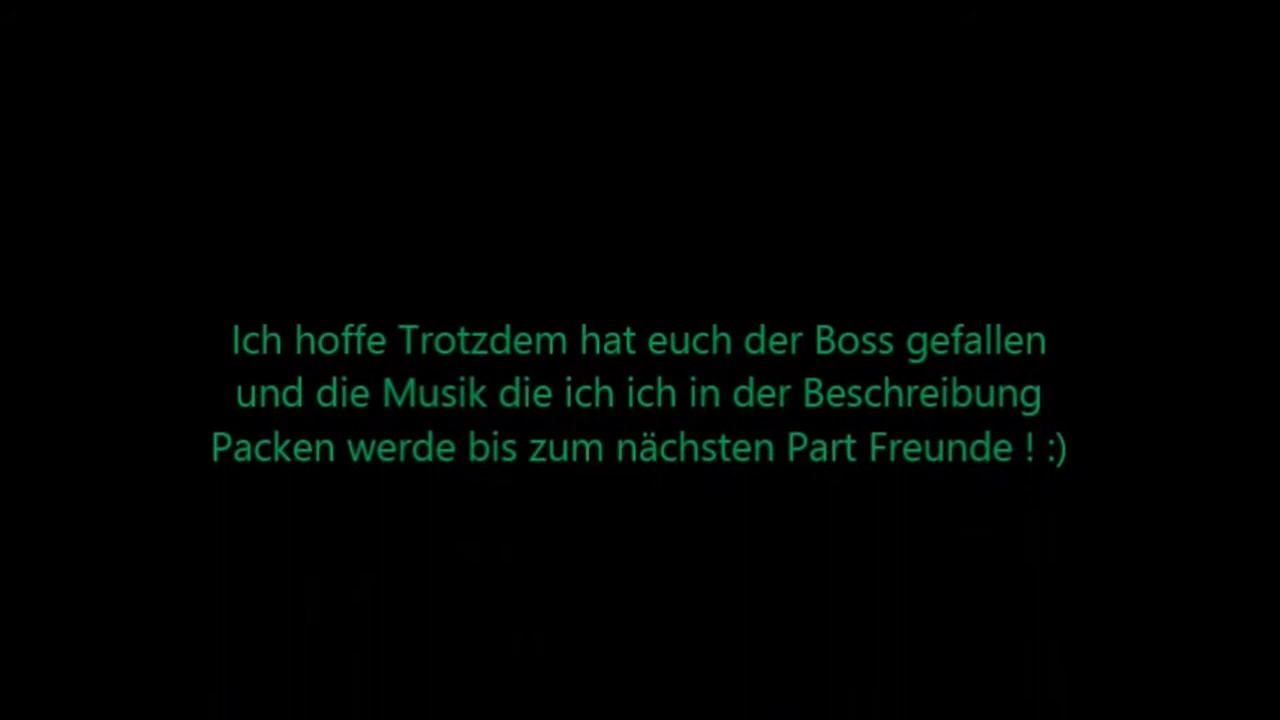 Ich hoffe Trotzdem hat euch der Boss gefallen
und die Musik die ich ich in der Beschreibung
Packen werde bis zum nächsten Part Freunde ! :)